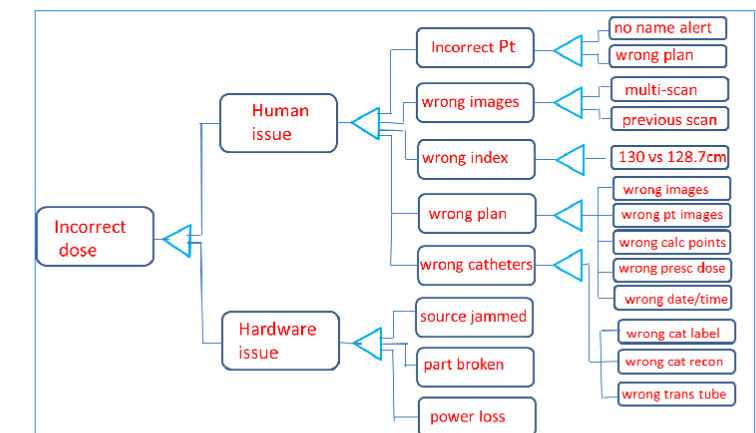 Incorrect
dose
Human
issue
Hardware
issue
Incorrect Pt
wrong images
wrong index
wrong plan
wrong catheters
source jammed
part broken
power loss
no name alert
wrong plan
multi-scan
previous scan
130 vs 128.7cm
wrong images
wrong pt images
wrong calc points
wrong presc dose
wrong date/time
wrong cat label
wrong cat recon
wrong trans tube